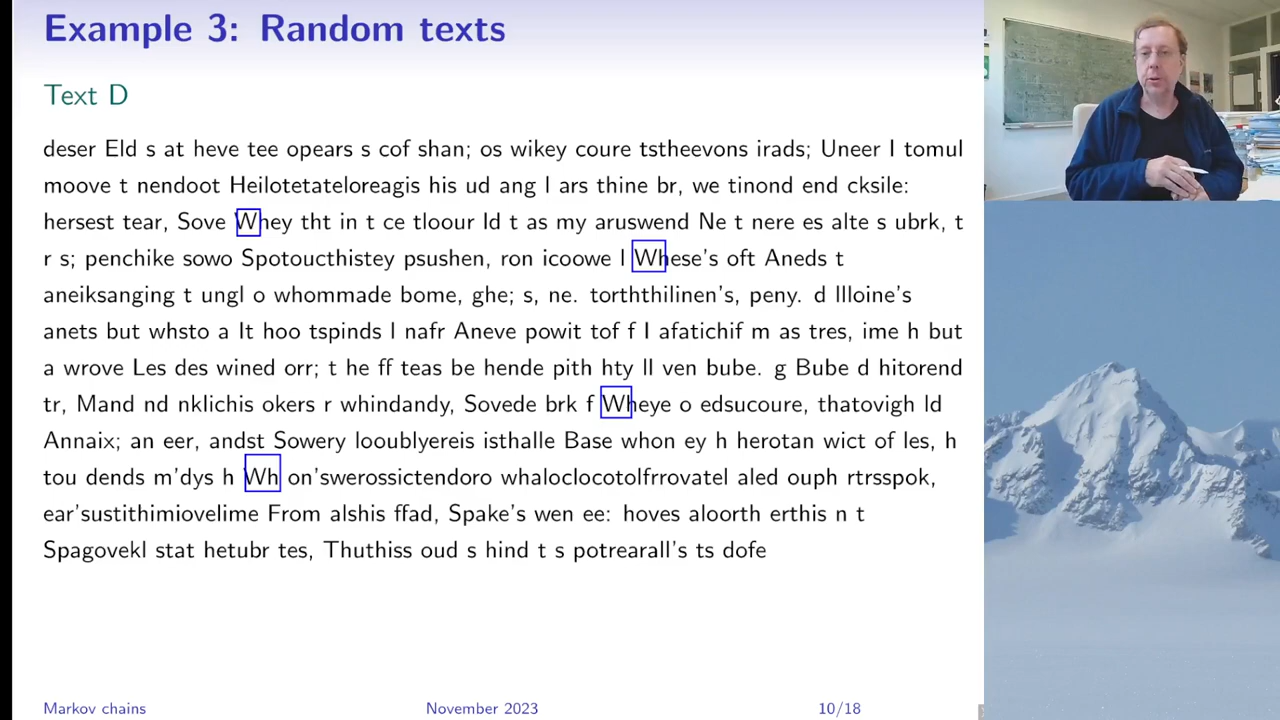 Example 3: Random texts
Text D
deser Eld s at heve tee opears s cof shan; os wikey coure tstheevons irads; Uneer I tomul
moove t nendoot Heilotetateloreagis his ud ang I ars thine br, we tinond end cksile:
hersest tear, Sove Whey tht in t ce tloour Id t as my aruswend Ne t nere es alte s ubrk, t
r s; penchike sowo Spotoucthistey psushen, ron icoowe l Whese's oft Aneds t
aneiksanging t ungl o whommade bome, ghe; s, ne. torththilinen's, peny. d Illoine's
anets but whsto a It hoo tspinds I nafr Aneve powit tof f I afatichif m as tres, ime h but
a wrove Les des wined orr; t he ff teas be hende pith hty ll ven bube. g Bube d hitorend
tr, Mand nd nklichis okers r whindandy, Sovede brk f Wheye o edsucoure, thatovigh ld
Annaix; an eer, andst Sowery looublyereis isthalle Base whon ey h herotan wict of les, h
tou dends m'dys h Wh on'swerossictendoro whaloclocotolfrrovatel aled ouph rtrsspok,
ear'sustithimiovelime From alshis ffad, Spake's wen ee: hoves aloorth erthis n t
Spagovekl stat hetubr tes, Thuthiss oud s hind t s potrearall's ts dofe
Markov chains November 2023 10/18